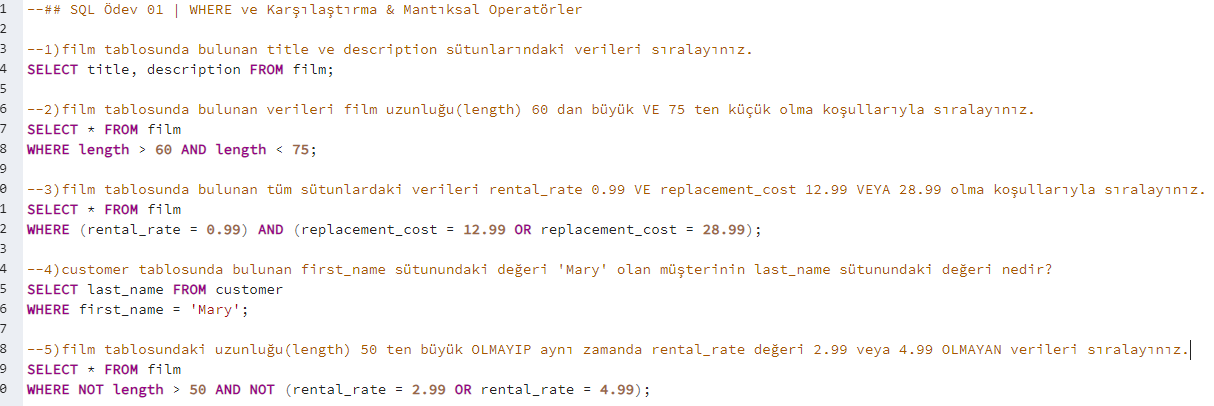 1 --## SQL Ödev 01 | WHERE ve Karşılaştırma & Mantıksal Operatörler
2
3 --1)film tablosunda bulunan title ve description sütunlarındaki verileri sıralayınız.
4 SELECT title, description FROM film;
5
6 --2)film tablosunda bulunan verileri film uzunluğu(length) 60 dan büyük VE 75 ten küçük olma koşullarıyla sıralayınız.
7 SELECT * FROM film
8 WHERE length > 60 AND length < 75;
9
0 --3)film tablosunda bulunan tüm sütunlardaki verileri rental_rate 0.99 VE replacement_cost 12.99 VEYA 28.99 olma koşullarıyla sıralayınız.
1 SELECT * FROM film
2 WHERE (rental_rate = 0.99) AND (replacement_cost = 12.99 OR replacement_cost = 28.99);
3
4 --4)customer tablosunda bulunan first_name sütunundaki değeri 'Mary' olan müşterinin last_name sütunundaki değeri nedir?
5 SELECT last_name FROM customer
6 WHERE first_name = 'Mary';
7
8 --5)film tablosundaki uzunluğu(length) 50 ten büyük OLMAYIP aynı zamanda rental_rate değeri 2.99 veya 4.99 OLMAYAN verileri sıralayınız.
9 SELECT * FROM film
0 WHERE NOT length > 50 AND NOT (rental_rate = 2.99 OR rental_rate = 4.99);